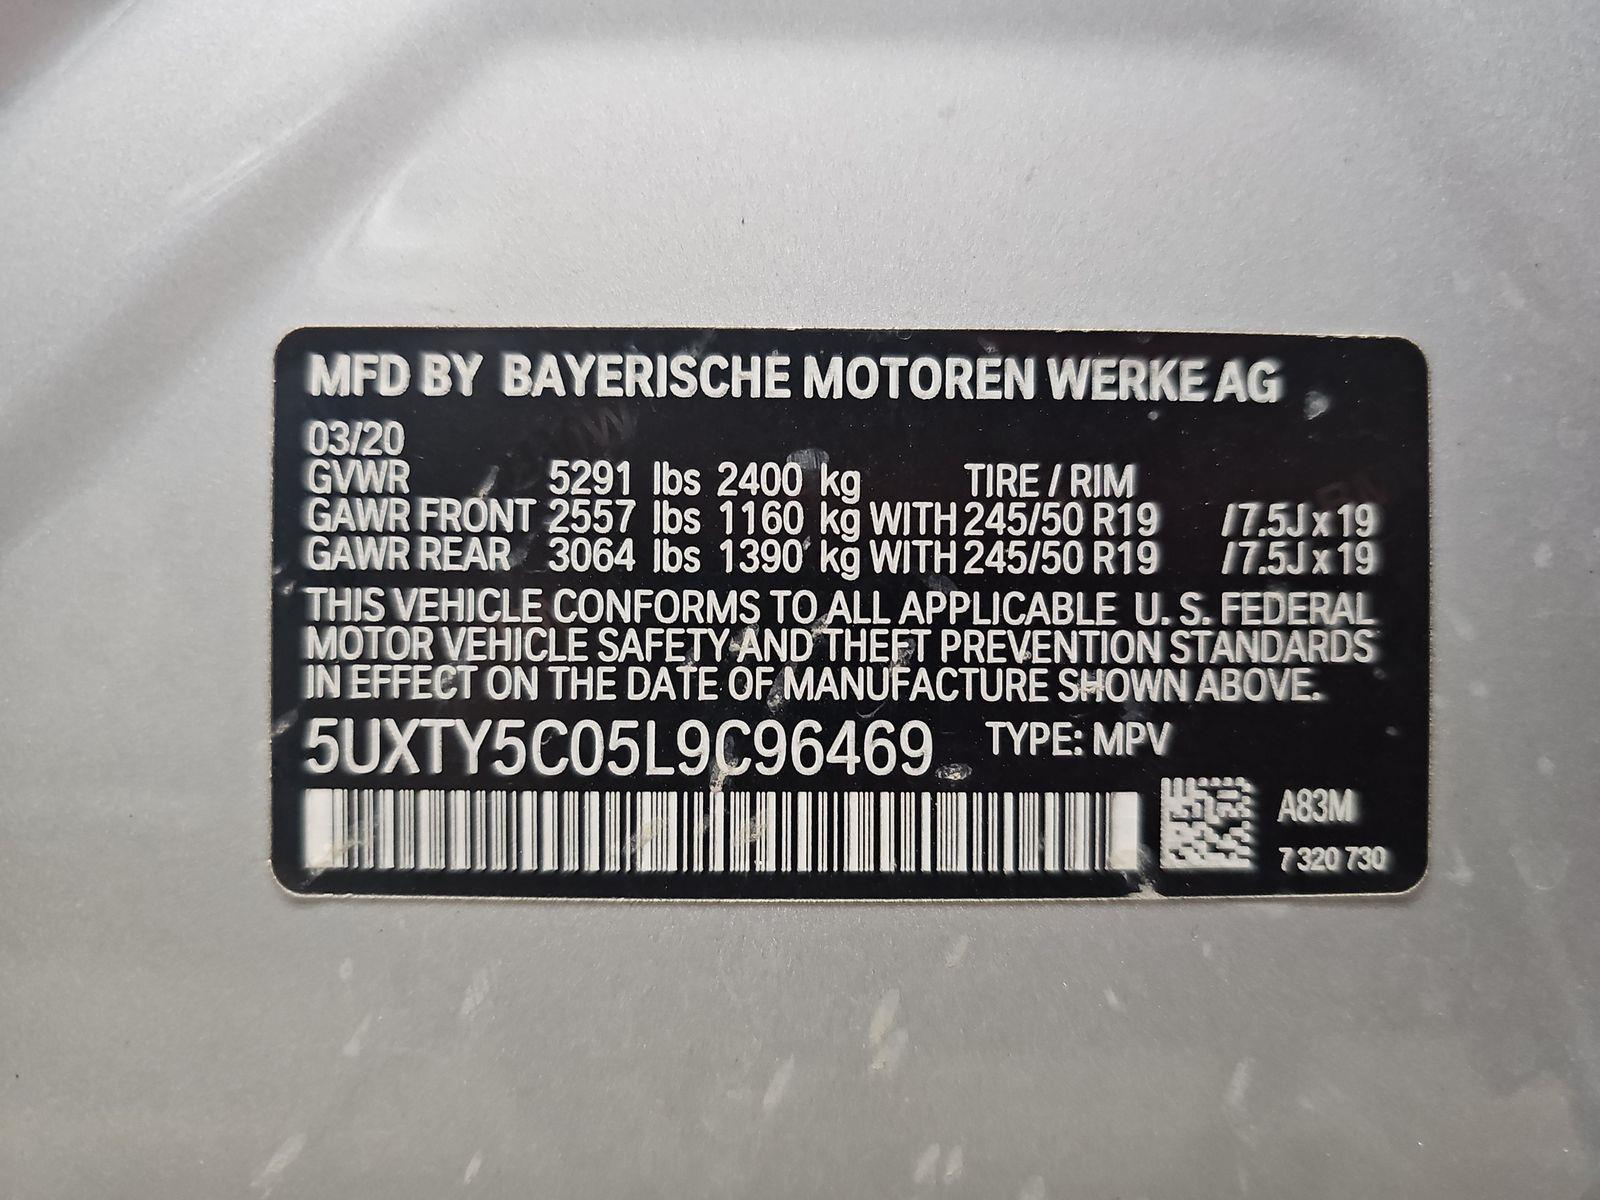 MFD BY BAYERISCHE MOTOREN WERKE AG
03/20
GVWR 5291 lbs 2400 kg TIRE / RIM
GAWR FRONT 2557 lbs 1160 kg WITH 245/50 R19 /7.5J x 19
GAWR REAR 3064 lbs 1390 kg WITH 245/50 R19 /7.5J x 19
THIS VEHICLE CONFORMS TO ALL APPLICABLE U. S. FEDERAL
MOTOR VEHICLE SAFETY AND THEFT PREVENTION STANDARDS
IN EFFECT ON THE DATE OF MANUFACTURE SHOWN ABOVE.
5UXTY5C05L9C96469 TYPE: MPV
A83M
7 320 730